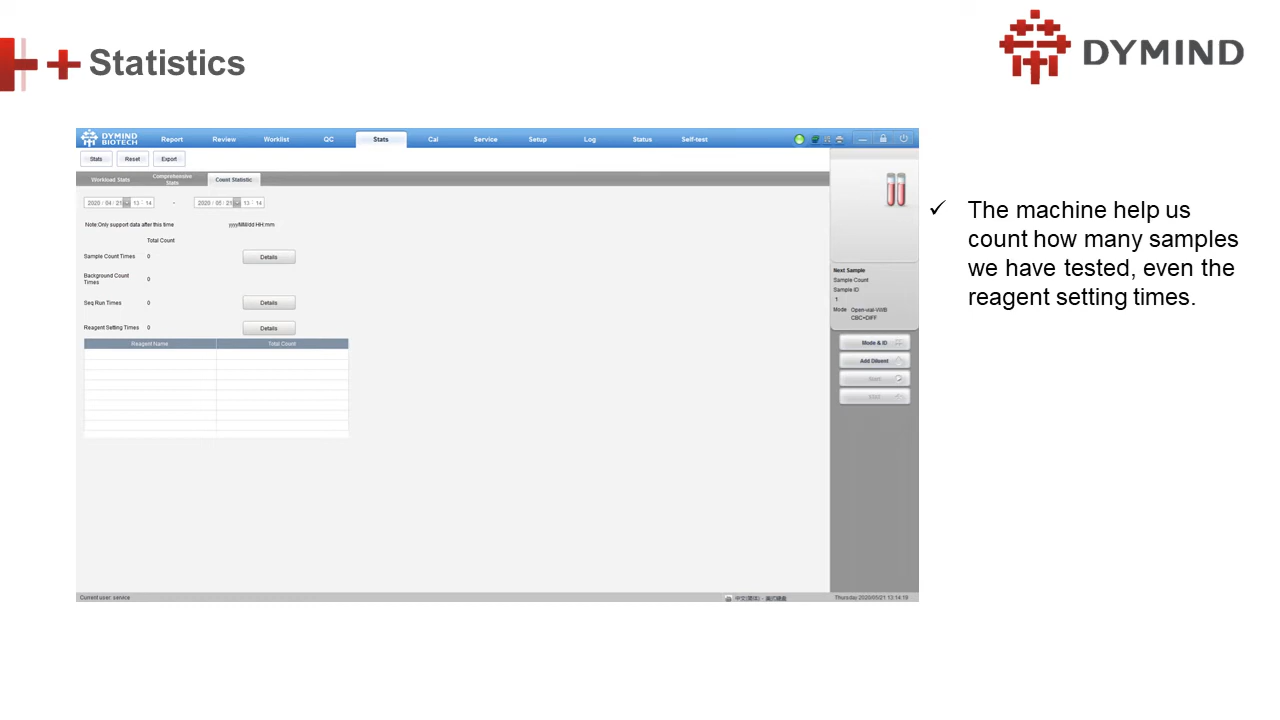 Statistics
DYMIND
DYMIND
BIOTECH
Report Review Worklist QC Stats Cal Service Setup Log Status Self-test
Stats Reset Export
Workload Stats Comprehensive Stats Count Statistic
2020 / 04 / 21 13 : 14 - 2020 / 05 / 21 13 : 14
Note:Only support data after this time yyyy/MM/dd HH:mm
Total Count
Sample Count Times 0 Details
Background Count
Times 0
Seq Run Times 0 Details
Reagent Setting Times 0 Details
Reagent Name Total Count
Next Sample
Sample Count
Sample ID
1
Mode Open-vial-WB
CBC+DIFF
Mode & ID
Add Diluent
Start
Current user: service
Thursday 2020/05/21 13:14:19
✓ The machine help us
count how many samples
we have tested, even the
reagent setting times.